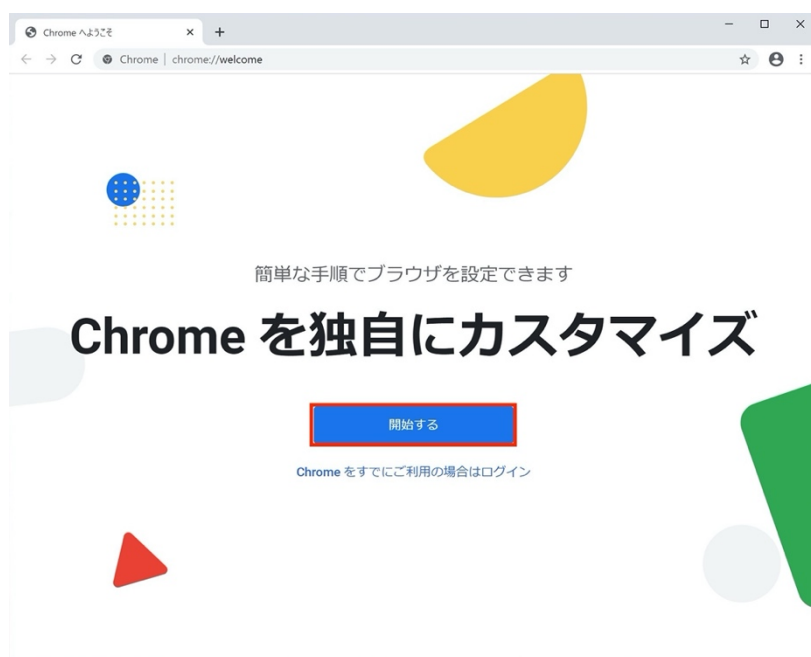 Chrome へようこそ
Chrome | chrome://welcome
簡単な手順でブラウザを設定できます
Chrome を独自にカスタマイズ
開始する
Chrome をすでにご利用の場合はログイン